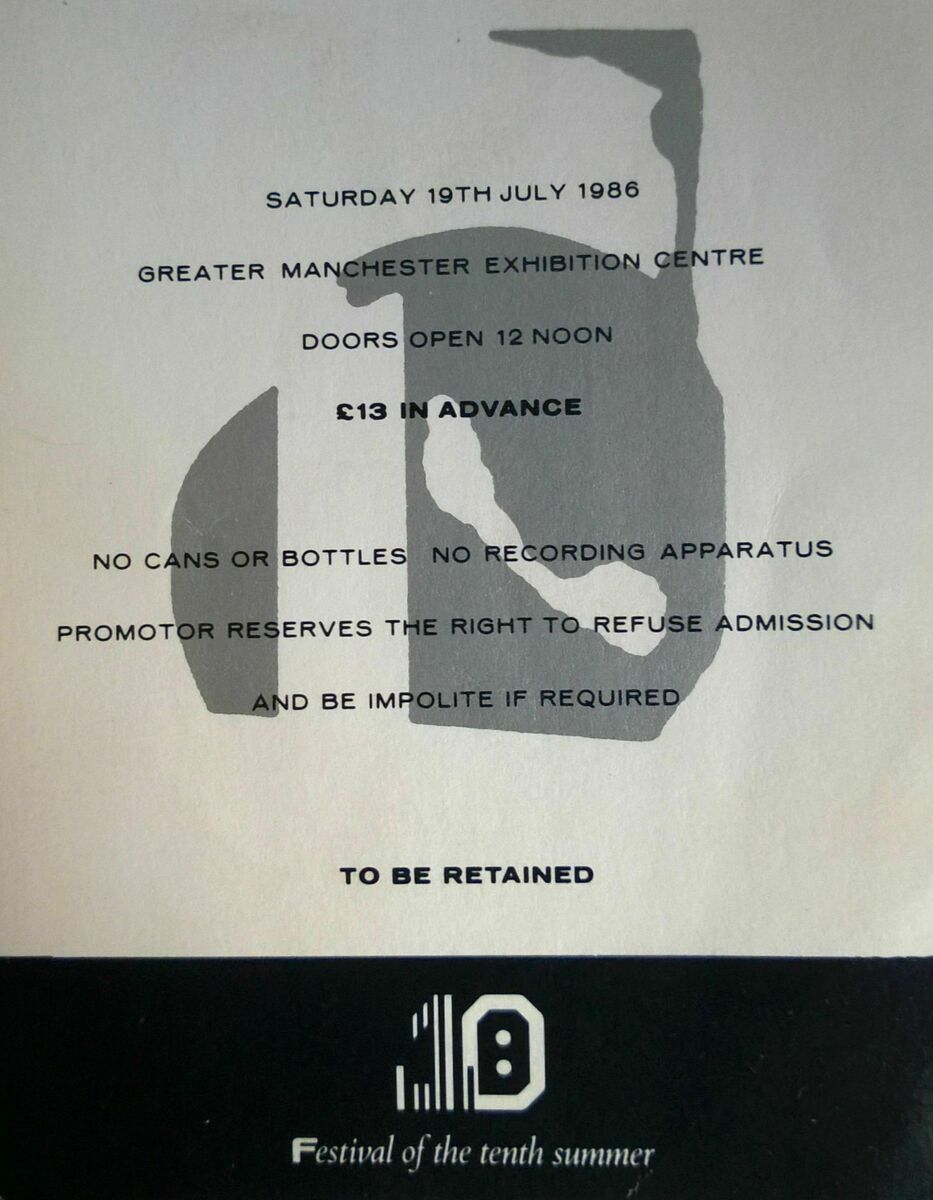 SATURDAY 19TH JULY 1986
GREATER MANCHESTER EXHIBITION CENTRE
DOORS OPEN 12 NOON
£13 IN ADVANCE
NO CANS OR BOTTLES NO RECORDING APPARATUS
PROMOTOR RESERVES THE RIGHT TO REFUSE ADMISSION
AND BE IMPOLITE IF REQUIRED
TO BE RETAINED
10
Festival of the tenth summer